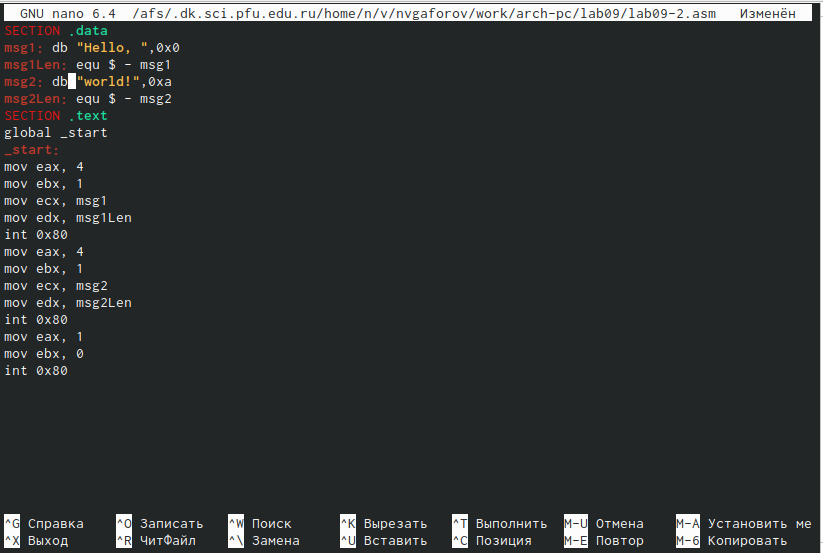 GNU nano 6.4 /afs/.dk.sci.pfu.edu.ru/home/n/v/nvgaforov/work/arch-pc/lab09/lab09-2.asm Изменён
SECTION .data
msg1: db "Hello, ",0x0
msg1Len: equ $ - msg1
msg2: db "world!",0xa
msg2Len: equ $ - msg2
SECTION .text
global _start
_start:
mov eax, 4
mov ebx, 1
mov ecx, msg1
mov edx, msg1Len
int 0x80
mov eax, 4
mov ebx, 1
mov ecx, msg2
mov edx, msg2Len
int 0x80
mov eax, 1
mov ebx, 0
int 0x80
^G Справка ^O Записать ^W Поиск ^K Вырезать ^T Выполнить M-U Отмена M-A Установить ме
^X Выход ^R ЧитФайл ^\ Замена ^U Вставить ^C Позиция M-E Повтор M-6 Копировать